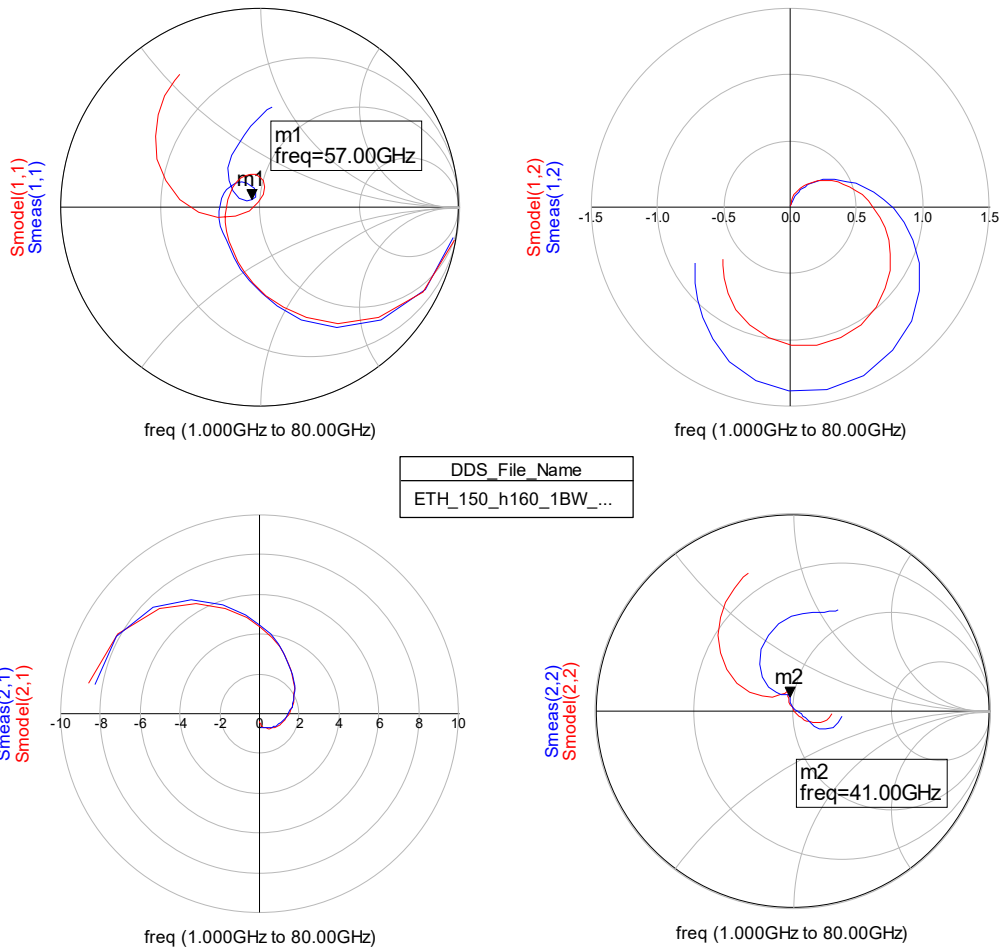 Smodel(1,1)
Smeas(1,1)
m1
freq=57.00GHz
m1
freq (1.000GHz to 80.00GHz)
Smodel(1,2)
Smeas(1,2)
-1.5 -1.0 -0.5 0.0 0.5 1.0 1.5
freq (1.000GHz to 80.00GHz)
DDS_File_Name
ETH_150_h160_1BW_...
Smeas(2,1)
Smodel(2,1)
-10 -8 -6 -4 -2 0 2 4 6 8 10
freq (1.000GHz to 80.00GHz)
Smeas(2,2)
Smodel(2,2)
m2
m2
freq=41.00GHz
freq (1.000GHz to 80.00GHz)